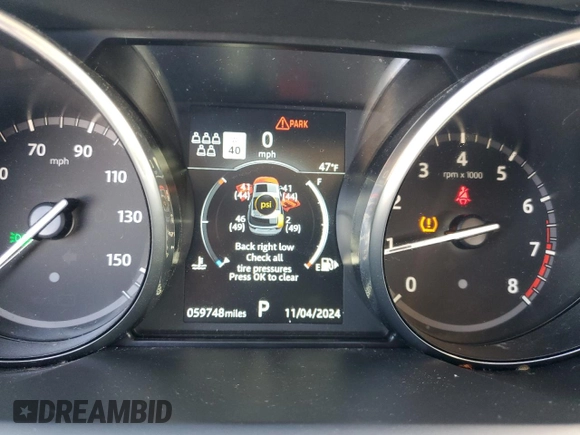 70 90
mph 110
130
150
PARK
40 0
mph
47°F
41 41
(44) (44)
psi
46 2
(49) (49)
F
E
Back right low
Check all
tire pressures
Press OK to clear
059748miles P 11/04/2024
0 1 2 3 4 5 6 7 8
rpm x 1000
DREAMBID